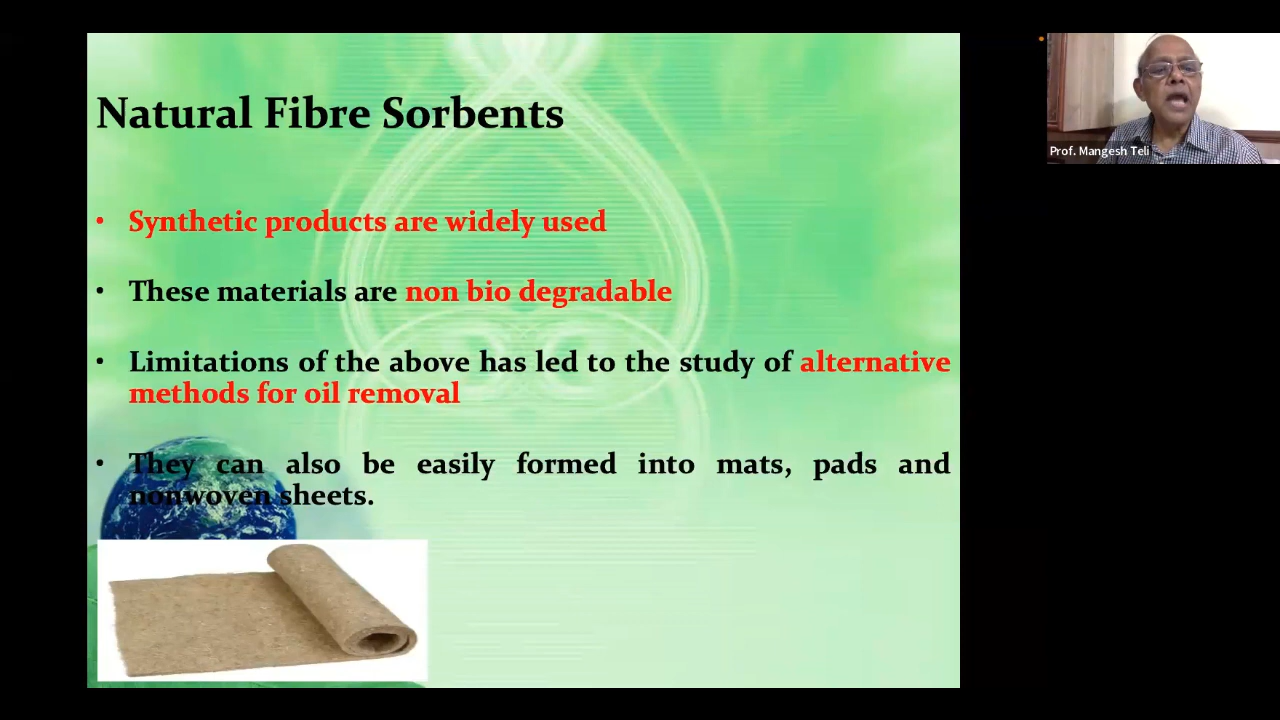 Natural Fibre Sorbents
• Synthetic products are widely used
• These materials are non bio degradable
• Limitations of the above has led to the study of alternative
methods for oil removal
• They can also be easily formed into mats, pads and
nonwoven sheets.
Prof. Mangesh Teli